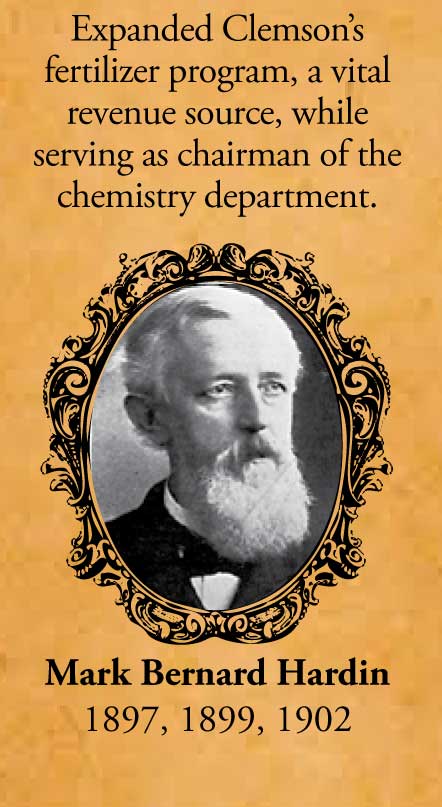 Expanded Clemson’s
fertilizer program, a vital
revenue source, while
serving as chairman of the
chemistry department.
Mark Bernard Hardin
1897, 1899, 1902